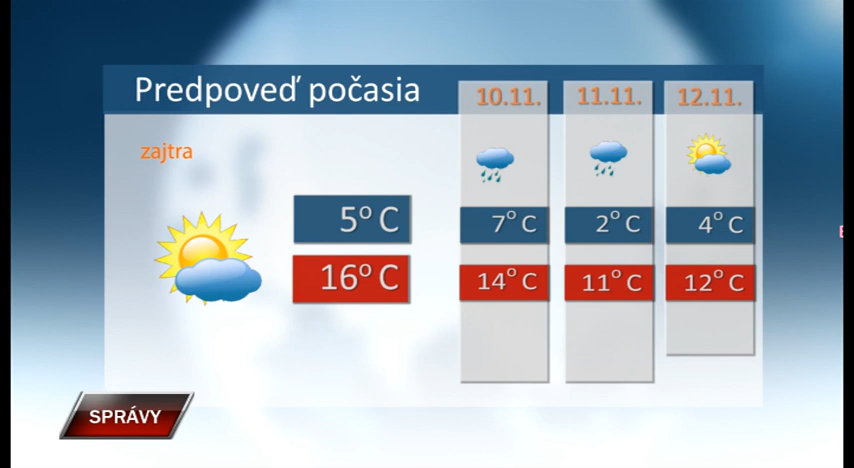 Predpoveď počasia
zajtra
5° C
16° C
10.11.
7° C
14° C
11.11.
2° C
11° C
12.11.
4° C
12° C
SPRÁVY